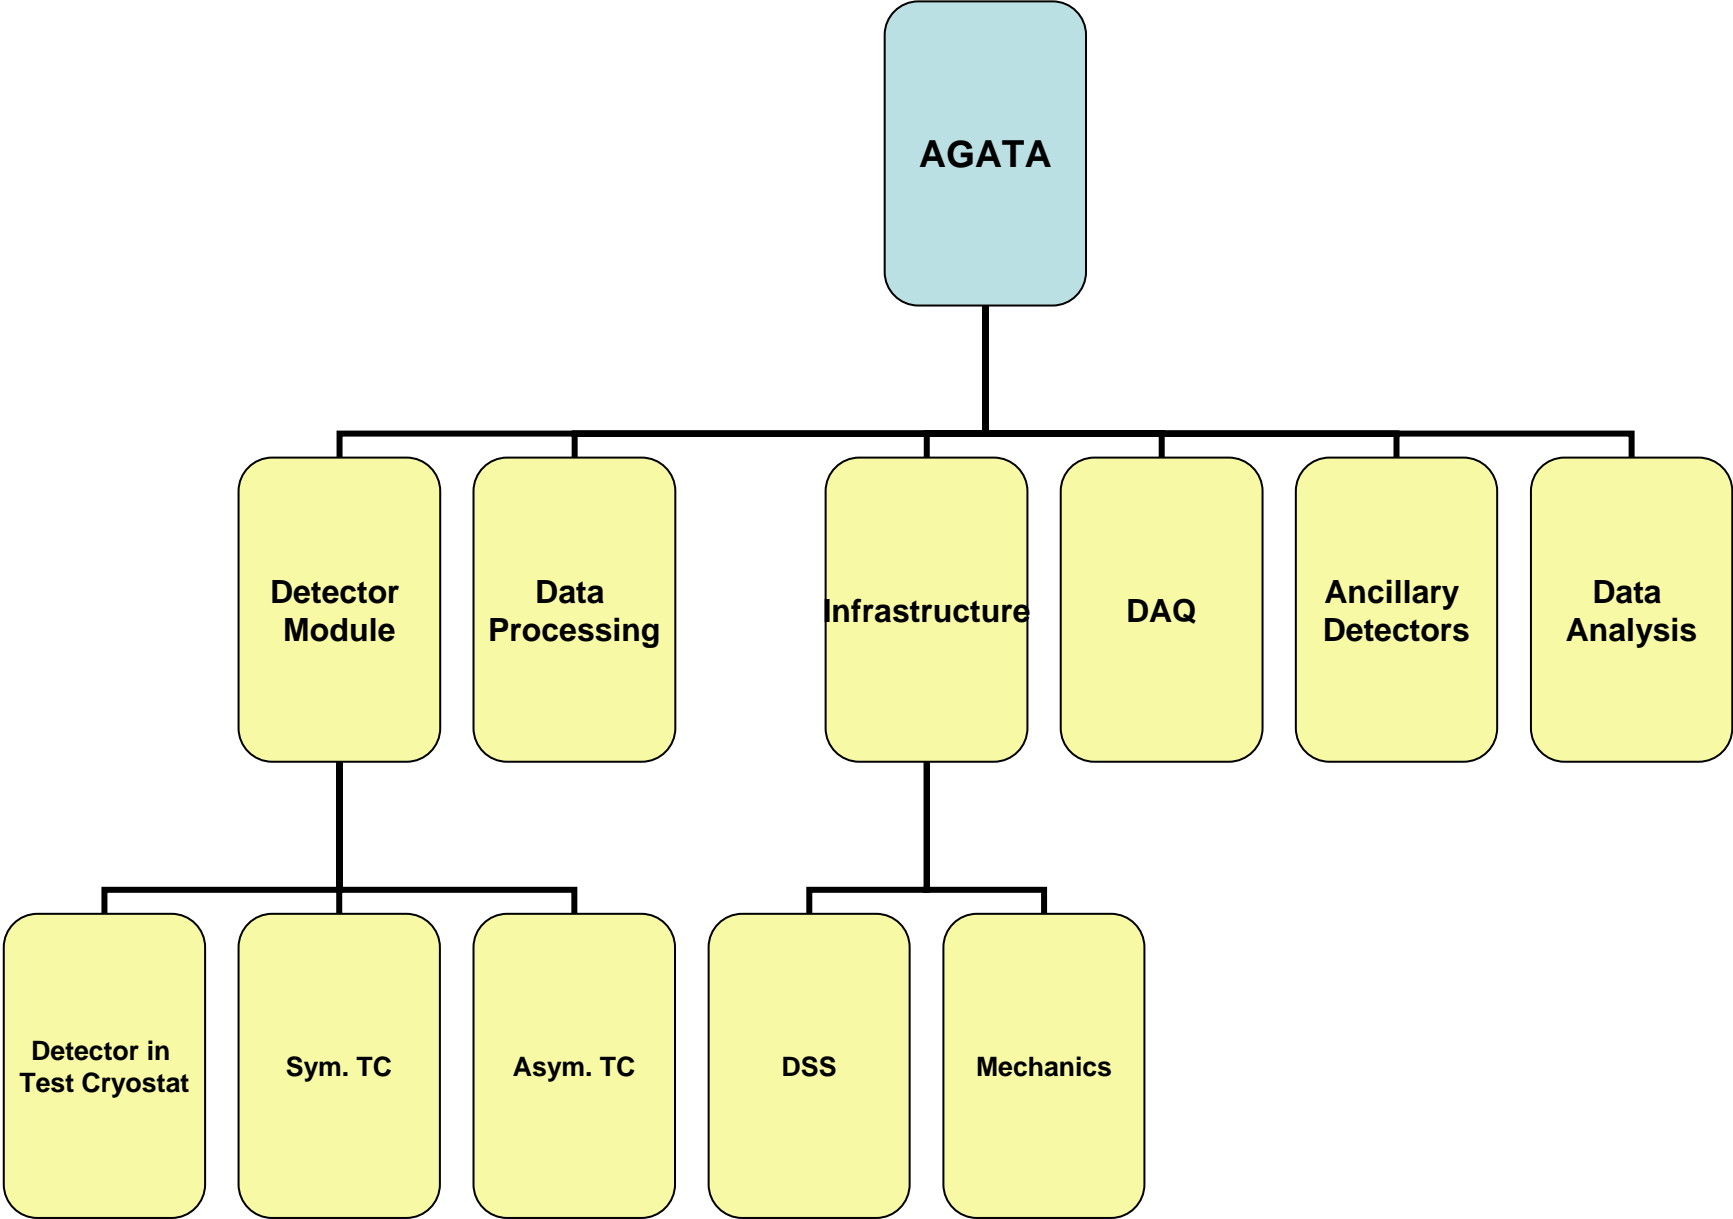 AGATA
Detector
Module
Data
Processing
Infrastructure
DAQ
Ancillary
Detectors
Data
Analysis
Detector in
Test Cryostat
Sym. TC
Asym. TC
DSS
Mechanics